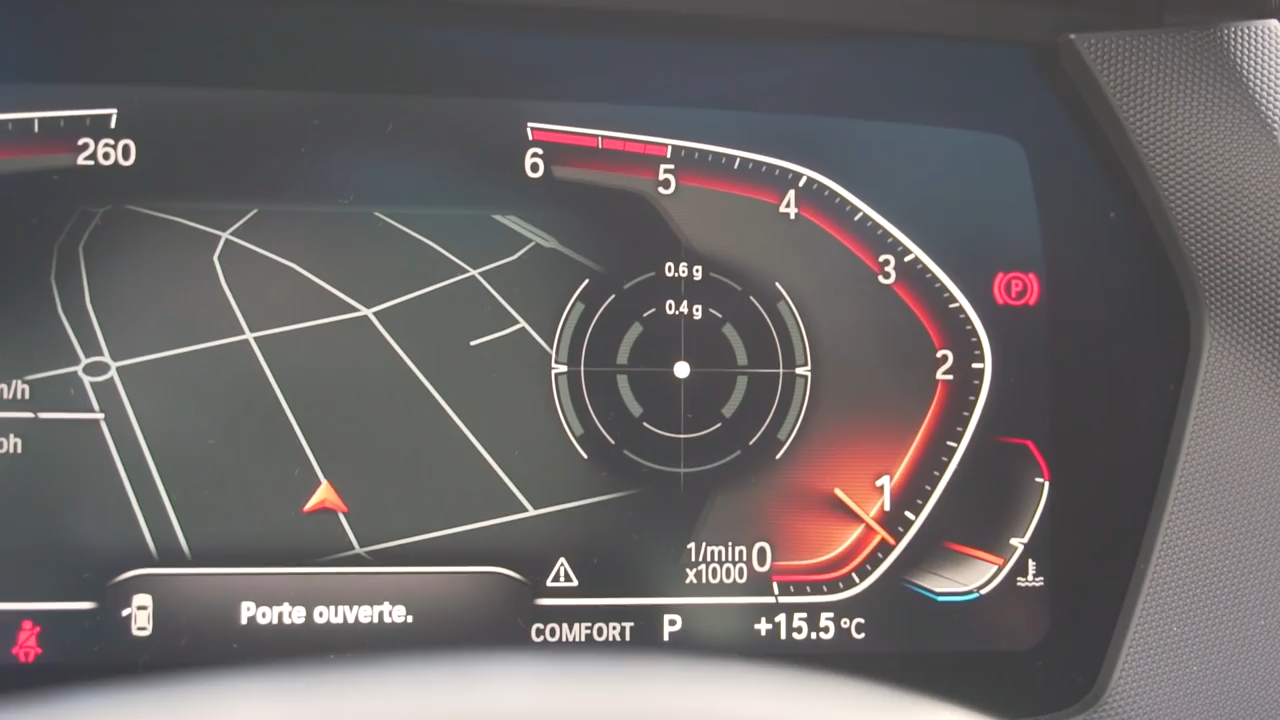 260
6
5
4
3
2
1
0
0.6 g
0.4 g
P
1/min
x1000
Porte ouverte.
COMFORT P +15.5 °C